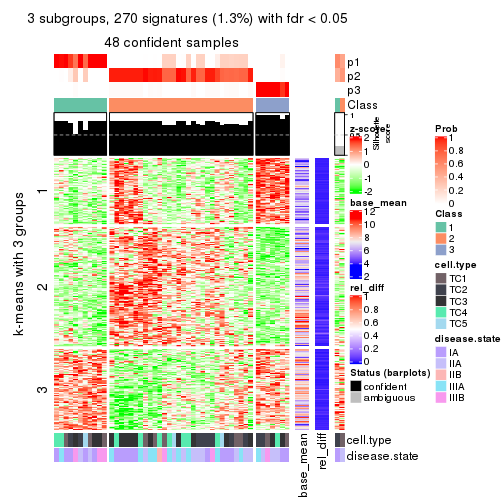 3 subgroups, 270 signatures (1.3%) with fdr < 0.05
48 confident samples
p1
p2
p3
Class
1
0.5
Silhouette
score
k-means with 3 groups
1
2
3
z-score
2
1
0
-1
-2
base_mean
12
10
8
6
4
2
rel_diff
1
0.8
0.6
0.4
0.2
0
Status (barplots)
confident
ambiguous
Prob
1
0.8
0.6
0.4
0.2
0
Class
1
2
3
cell.type
TC1
TC2
TC3
TC4
TC5
disease.state
IA
IB
IIB
IIIA
IIIB
cell.type
disease.state
base_mean
rel_diff